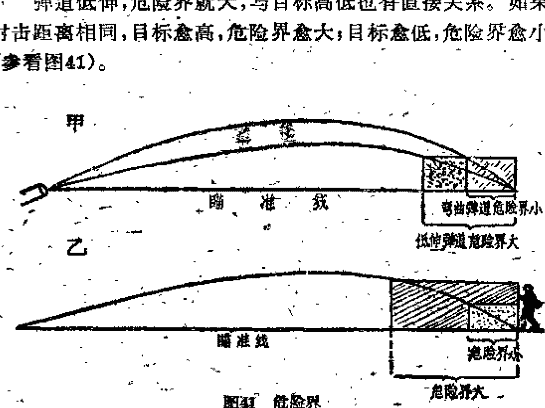 弹道低伸，危险界就大，与目标高低也有直接关系。如果
射击距离相同，目标愈高，危险界愈大；目标愈低，危险界愈小
（参看图41）。
甲
瞄准线
弯曲弹道危险界小
低伸弹道危险界大
乙
瞄准线
危险界小
危险界大
图41 危险界